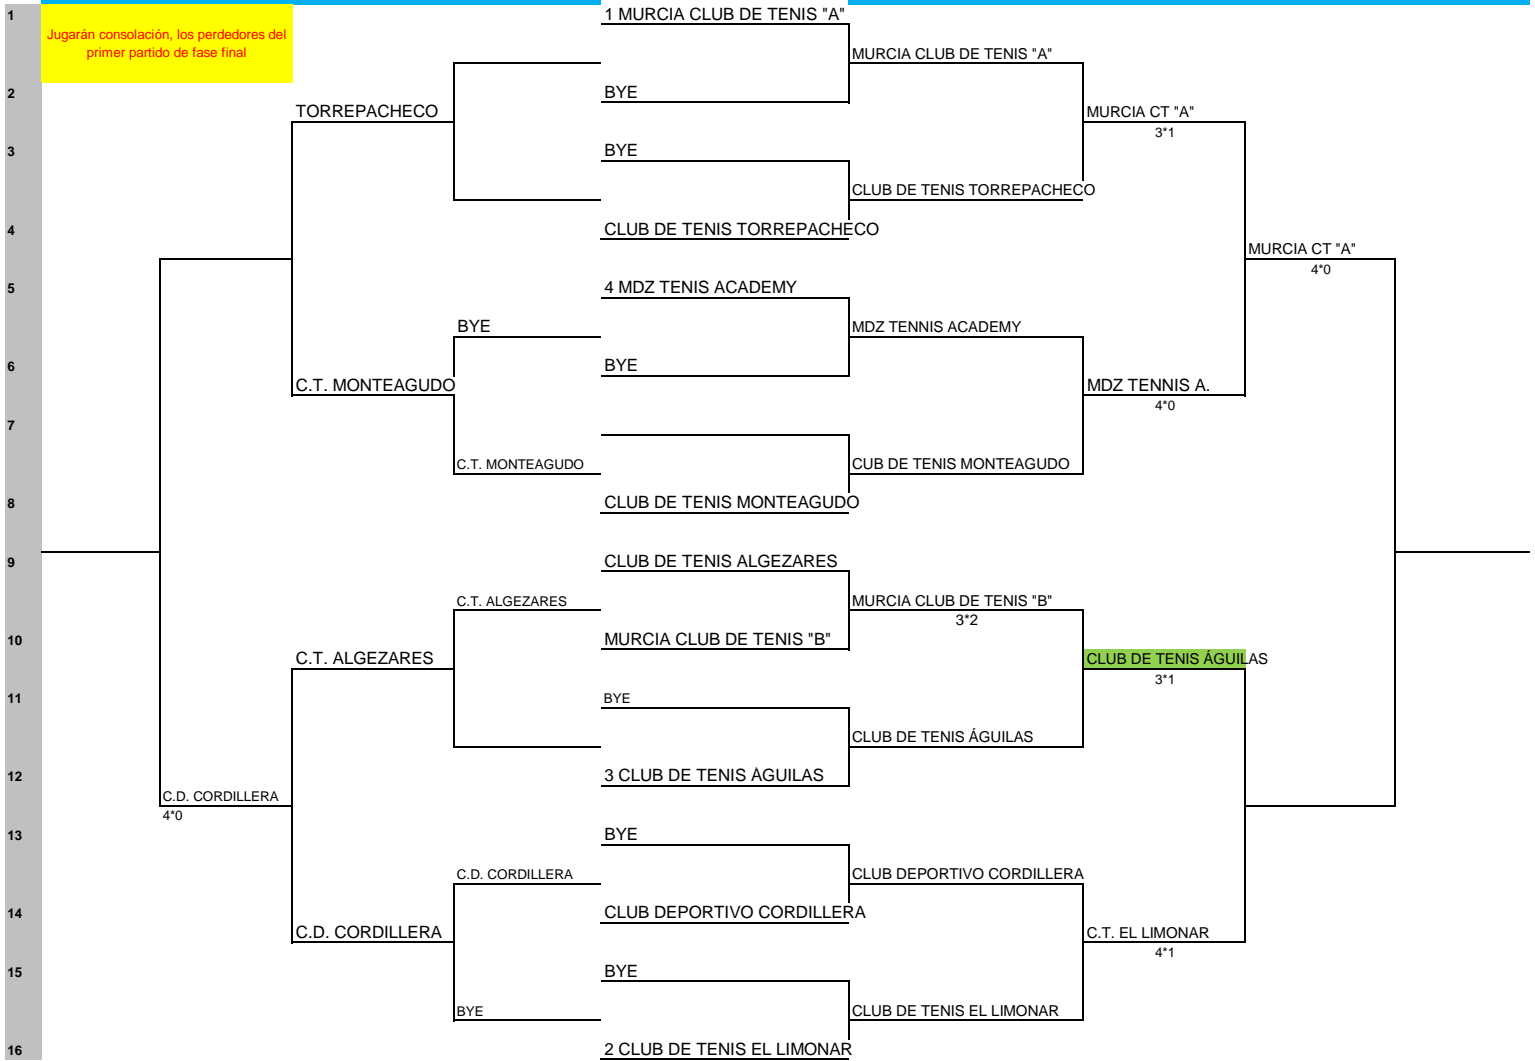 1
1 MURCIA CLUB DE TENIS "A"
Jugarán consolación, los perdedores del
primer partido de fase final
MURCIA CLUB DE TENIS "A"
2
BYE
TORREPACHECO
MURCIA CT "A"
3*1
3
BYE
CLUB DE TENIS TORREPACHECO
4
CLUB DE TENIS TORREPACHECO
MURCIA CT "A"
4*0
5
4 MDZ TENIS ACADEMY
BYE
MDZ TENNIS ACADEMY
6
BYE
C.T. MONTEAGUDO
MDZ TENNIS A.
4*0
7
C.T. MONTEAGUDO
CUB DE TENIS MONTEAGUDO
8
CLUB DE TENIS MONTEAGUDO
9
CLUB DE TENIS ALGEZARES
C.T. ALGEZARES
MURCIA CLUB DE TENIS "B"
3*2
10
MURCIA CLUB DE TENIS "B"
C.T. ALGEZARES
CLUB DE TENIS ÁGUILAS
3*1
11
BYE
CLUB DE TENIS ÁGUILAS
12
3 CLUB DE TENIS ÁGUILAS
C.D. CORDILLERA
4*0
13
BYE
C.D. CORDILLERA
CLUB DEPORTIVO CORDILLERA
14
CLUB DEPORTIVO CORDILLERA
C.D. CORDILLERA
C.T. EL LIMONAR
4*1
15
BYE
BYE
CLUB DE TENIS EL LIMONAR
16
2 CLUB DE TENIS EL LIMONAR